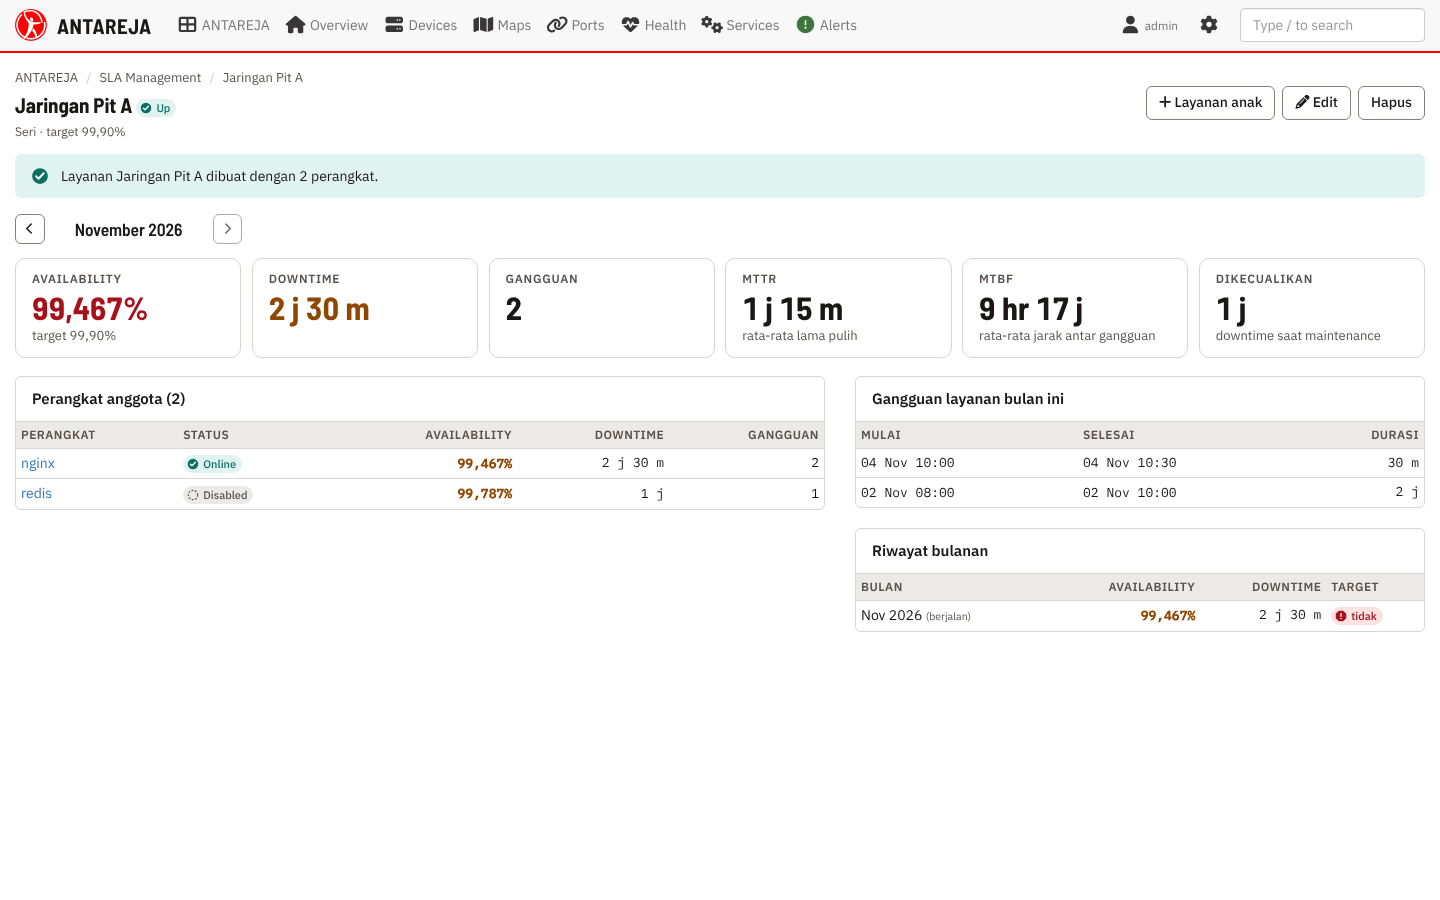 ANTAREJA ANTAREJA Overview Devices Maps Ports Health Services Alerts admin Type / to search
ANTAREJA / SLA Management / Jaringan Pit A
Jaringan Pit A Up
Seri · target 99,90%
+ Layanan anak Edit Hapus
Layanan Jaringan Pit A dibuat dengan 2 perangkat.
November 2026
AVAILABILITY
99,467%
target 99,90%
DOWNTIME
2 j 30 m
GANGGUAN
2
MTTR
1 j 15 m
rata-rata lama pulih
MTBF
9 hr 17 j
rata-rata jarak antar gangguan
DIKECUALIKAN
1 j
downtime saat maintenance
Perangkat anggota (2)
PERANGKAT STATUS AVAILABILITY DOWNTIME GANGGUAN
nginx Online 99,467% 2 j 30 m 2
redis Disabled 99,787% 1 j 1
Gangguan layanan bulan ini
MULAI SELESAI DURASI
04 Nov 10:00 04 Nov 10:30 30 m
02 Nov 08:00 02 Nov 10:00 2 j
Riwayat bulanan
BULAN AVAILABILITY DOWNTIME TARGET
Nov 2026 (berjalan) 99,467% 2 j 30 m tidak